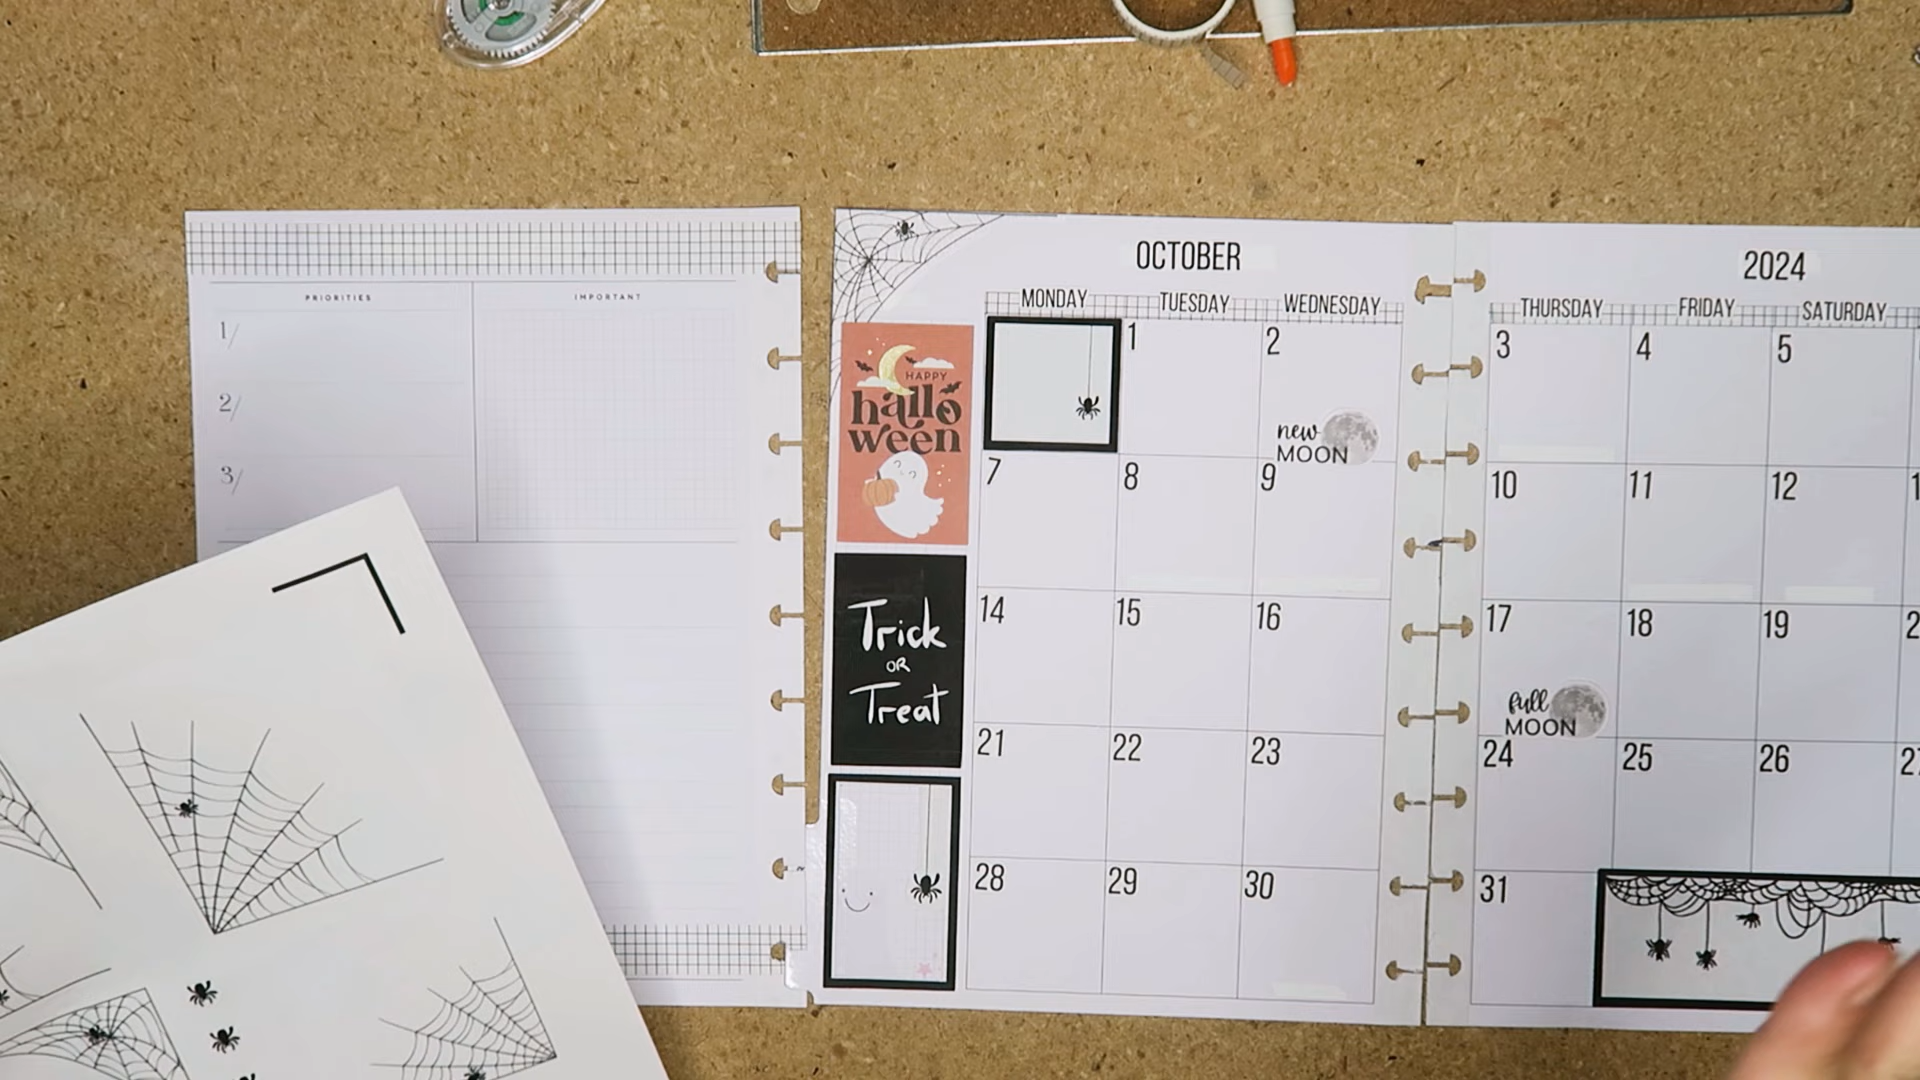 PRIORITIES
IMPORTANT
1/
2/
3/
OCTOBER
2024
MONDAY
TUESDAY
WEDNESDAY
THURSDAY
FRIDAY
SATURDAY
HAPPY
hallo
ween
Trick
OR
Treat
1
2
3
4
5
new
MOON
7
8
9
10
11
12
14
15
16
17
18
19
full
MOON
21
22
23
24
25
26
28
29
30
31